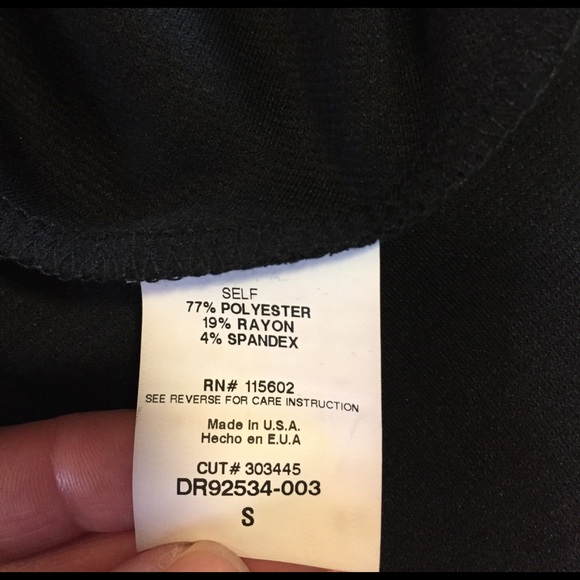 SELF
77% POLYESTER
19% RAYON
4% SPANDEX
RN# 115602
SEE REVERSE FOR CARE INSTRUCTION
Made in U.S.A.
Hecho en E.U.A
CUT# 303445
DR92534-003
S